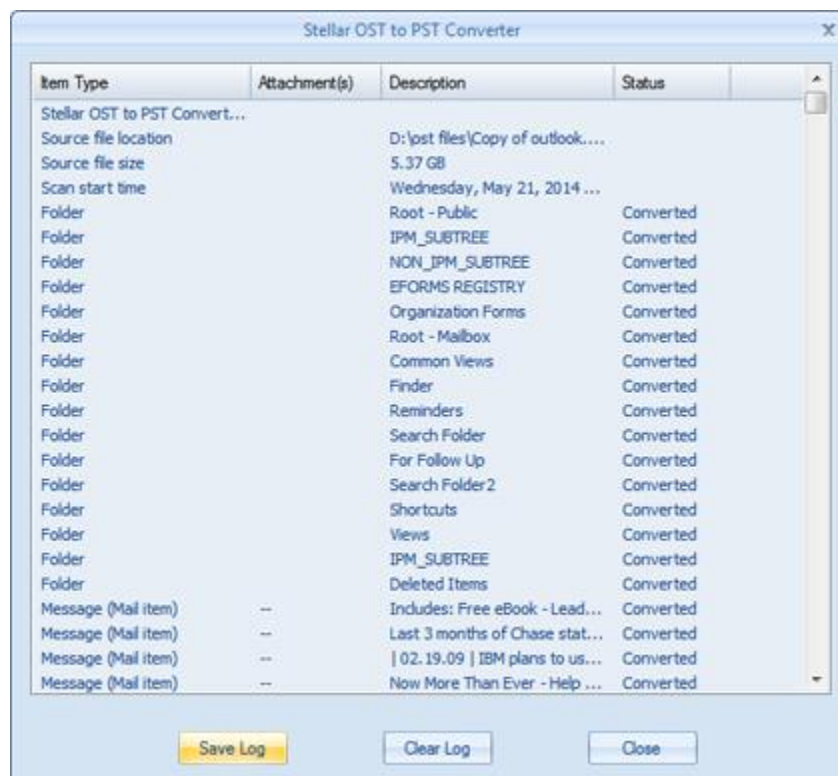 Stellar OST to PST Converter x
Item Type Attachment(s) Description Status
Stellar OST to PST Convert...
Source file location D:\pst files\Copy of outlook....
Source file size 5.37 GB
Scan start time Wednesday, May 21, 2014 ...
Folder Root - Public Converted
Folder IPM_SUBTREE Converted
Folder NON_IPM_SUBTREE Converted
Folder EFORMS REGISTRY Converted
Folder Organization Forms Converted
Folder Root - Mailbox Converted
Folder Common Views Converted
Folder Finder Converted
Folder Reminders Converted
Folder Search Folder Converted
Folder For Follow Up Converted
Folder Search Folder2 Converted
Folder Shortcuts Converted
Folder Views Converted
Folder IPM_SUBTREE Converted
Folder Deleted Items Converted
Message (Mail item) -- Includes: Free eBook - Lead... Converted
Message (Mail item) -- Last 3 months of Chase stat... Converted
Message (Mail item) -- | 02.19.09 | IBM plans to us... Converted
Message (Mail item) -- Now More Than Ever - Help ... Converted
Save Log Clear Log Close